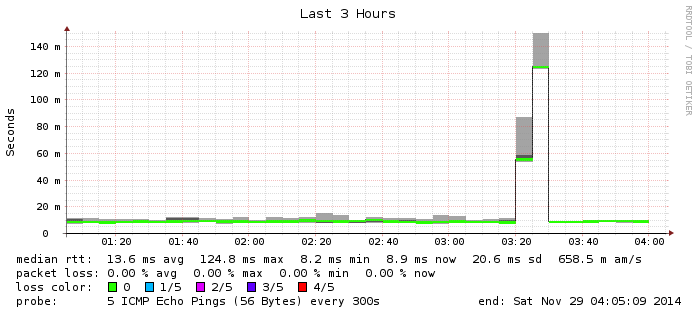 Last 3 Hours
RRDTOOL / TOBI OETIKER
Seconds
140 m
120 m
100 m
80 m
60 m
40 m
20 m
0
01:20 01:40 02:00 02:20 02:40 03:00 03:20 03:40 04:00
median rtt: 13.6 ms avg 124.8 ms max 8.2 ms min 8.9 ms now 20.6 ms sd 658.5 m am/s
packet loss: 0.00 % avg 0.00 % max 0.00 % min 0.00 % now
loss color: 0 1/5 2/5 3/5 4/5
probe: 5 ICMP Echo Pings (56 Bytes) every 300s end: Sat Nov 29 04:05:09 2014